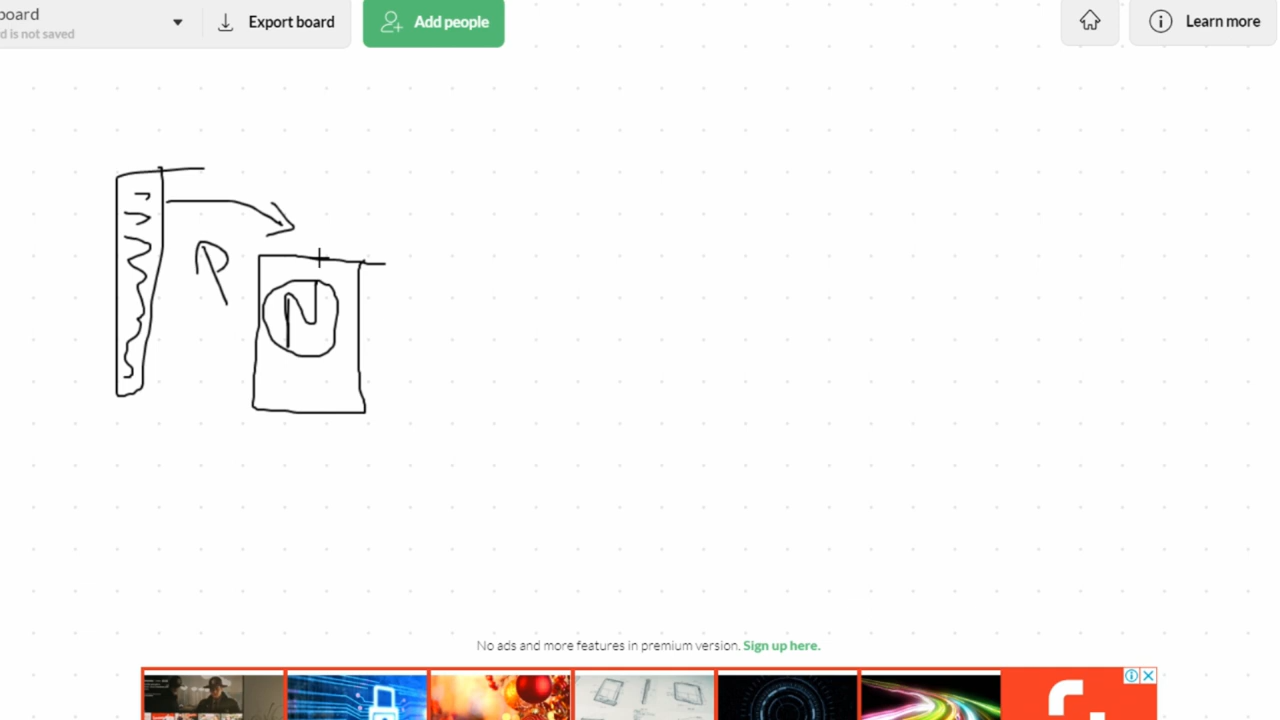 board
d is not saved
Export board
Add people
Learn more
R
N
No ads and more features in premium version. Sign up here.